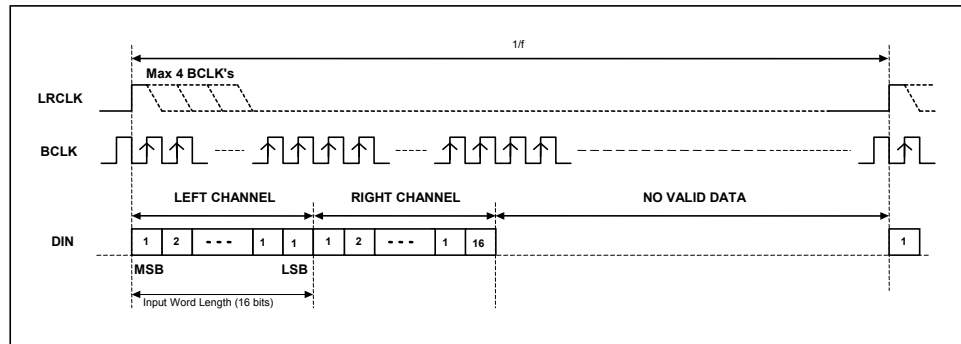 1/f
Max 4 BCLK's
LRCLK
BCLK
LEFT CHANNEL RIGHT CHANNEL NO VALID DATA
DIN 1 2 1 1 1 2 1 16 1
MSB LSB
Input Word Length (16 bits)